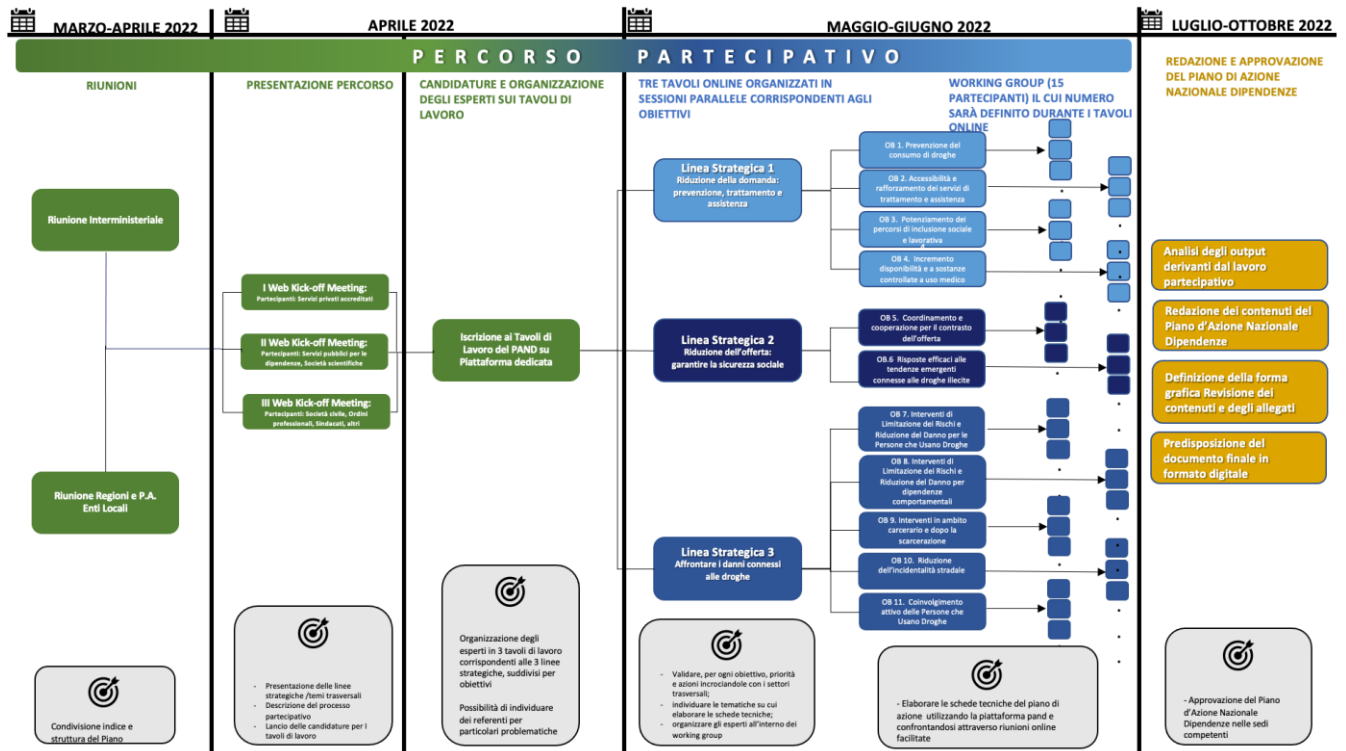 MARZO-APRILE 2022
APRILE 2022
MAGGIO-GIUGNO 2022
LUGLIO-OTTOBRE 2022
PERCORSO PARTECIPATIVO
RIUNIONI
PRESENTAZIONE PERCORSO
CANDIDATURE E ORGANIZZAZIONE
DEGLI ESPERTI SUI TAVOLI DI
LAVORO
TRE TAVOLI ONLINE ORGANIZZATI IN
SESSIONI PARALLELE CORRISPONDENTI AGLI
OBIETTIVI
WORKING GROUP (15
PARTECIPANTI) IL CUI NUMERO
SARÀ DEFINITO DURANTE I TAVOLI
ONLINE
REDAZIONE E APPROVAZIONE
DEL PIANO DI AZIONE
NAZIONALE DIPENDENZE
Riunione Interministeriale
Riunione Regioni e P.A.
Enti Locali
I Web Kick-off Meeting:
Partecipanti: Servizi privati accreditati
II Web Kick-off Meeting:
Partecipanti: Servizi pubblici per le
dipendenze, Società scientifiche
III Web Kick-off Meeting:
Partecipanti: Società civile, Ordini
professionali, Sindacati, altri
Iscrizione ai Tavoli di
Lavoro del PAND su
Piattaforma dedicata
Linea Strategica 1
Riduzione della domanda:
prevenzione, trattamento e
assistenza
OB 1. Prevenzione del
consumo di droghe
OB 2. Accessibilità e
rafforzamento dei servizi di
trattamento e assistenza
OB 3. Potenziamento dei
percorsi di inclusione sociale
e lavorativa
OB 4. Incremento
disponibilità e a sostanze
controllate a uso medico
Linea Strategica 2
Riduzione dell'offerta:
garantire la sicurezza sociale
OB 5. Coordinamento e
cooperazione per il contrasto
dell'offerta
OB.6 Risposte efficaci alle
tendenze emergenti
connesse alle droghe illecite
Linea Strategica 3
Affrontare i danni connessi
alle droghe
OB 7. Interventi di
Limitazione dei Rischi e
Riduzione del Danno per le
Persone che Usano Droghe
OB 8. Interventi di
Limitazione dei Rischi e
Riduzione del Danno per
dipendenze
comportamentali
OB 9. Interventi in ambito
carcerario e dopo la
scarcerazione
OB 10. Riduzione
dell'incidentalità stradale
OB 11. Coinvolgimento
attivo delle Persone che
Usano Droghe
Analisi degli output
derivanti dal lavoro
partecipativo
Redazione dei contenuti del
Piano d'Azione Nazionale
Dipendenze
Definizione della forma
grafica Revisione dei
contenuti e degli allegati
Predisposizione del
documento finale in
formato digitale
Condivisione indice e
struttura del Piano
- Presentazione delle linee
strategiche /temi trasversali
- Descrizione del processo
partecipativo
- Lancio delle candidature per I
tavoli di lavoro
Organizzazione degli
esperti in 3 tavoli di lavoro
corrispondenti alle 3 linee
strategiche, suddivisi per
obiettivi
Possibilità di individuare
dei referenti per
particolari problematiche
- Validare, per ogni obiettivo, priorità
e azioni incrociandole con i settori
trasversali;
- individuare le tematiche su cui
elaborare le schede tecniche;
- organizzare gli esperti all'interno dei
working group
- Elaborare le schede tecniche del piano di
azione utilizzando la piattaforma pand e
confrontandosi attraverso riunioni online
facilitate
- Approvazione del Piano
d'Azione Nazionale
Dipendenze nelle sedi
competenti